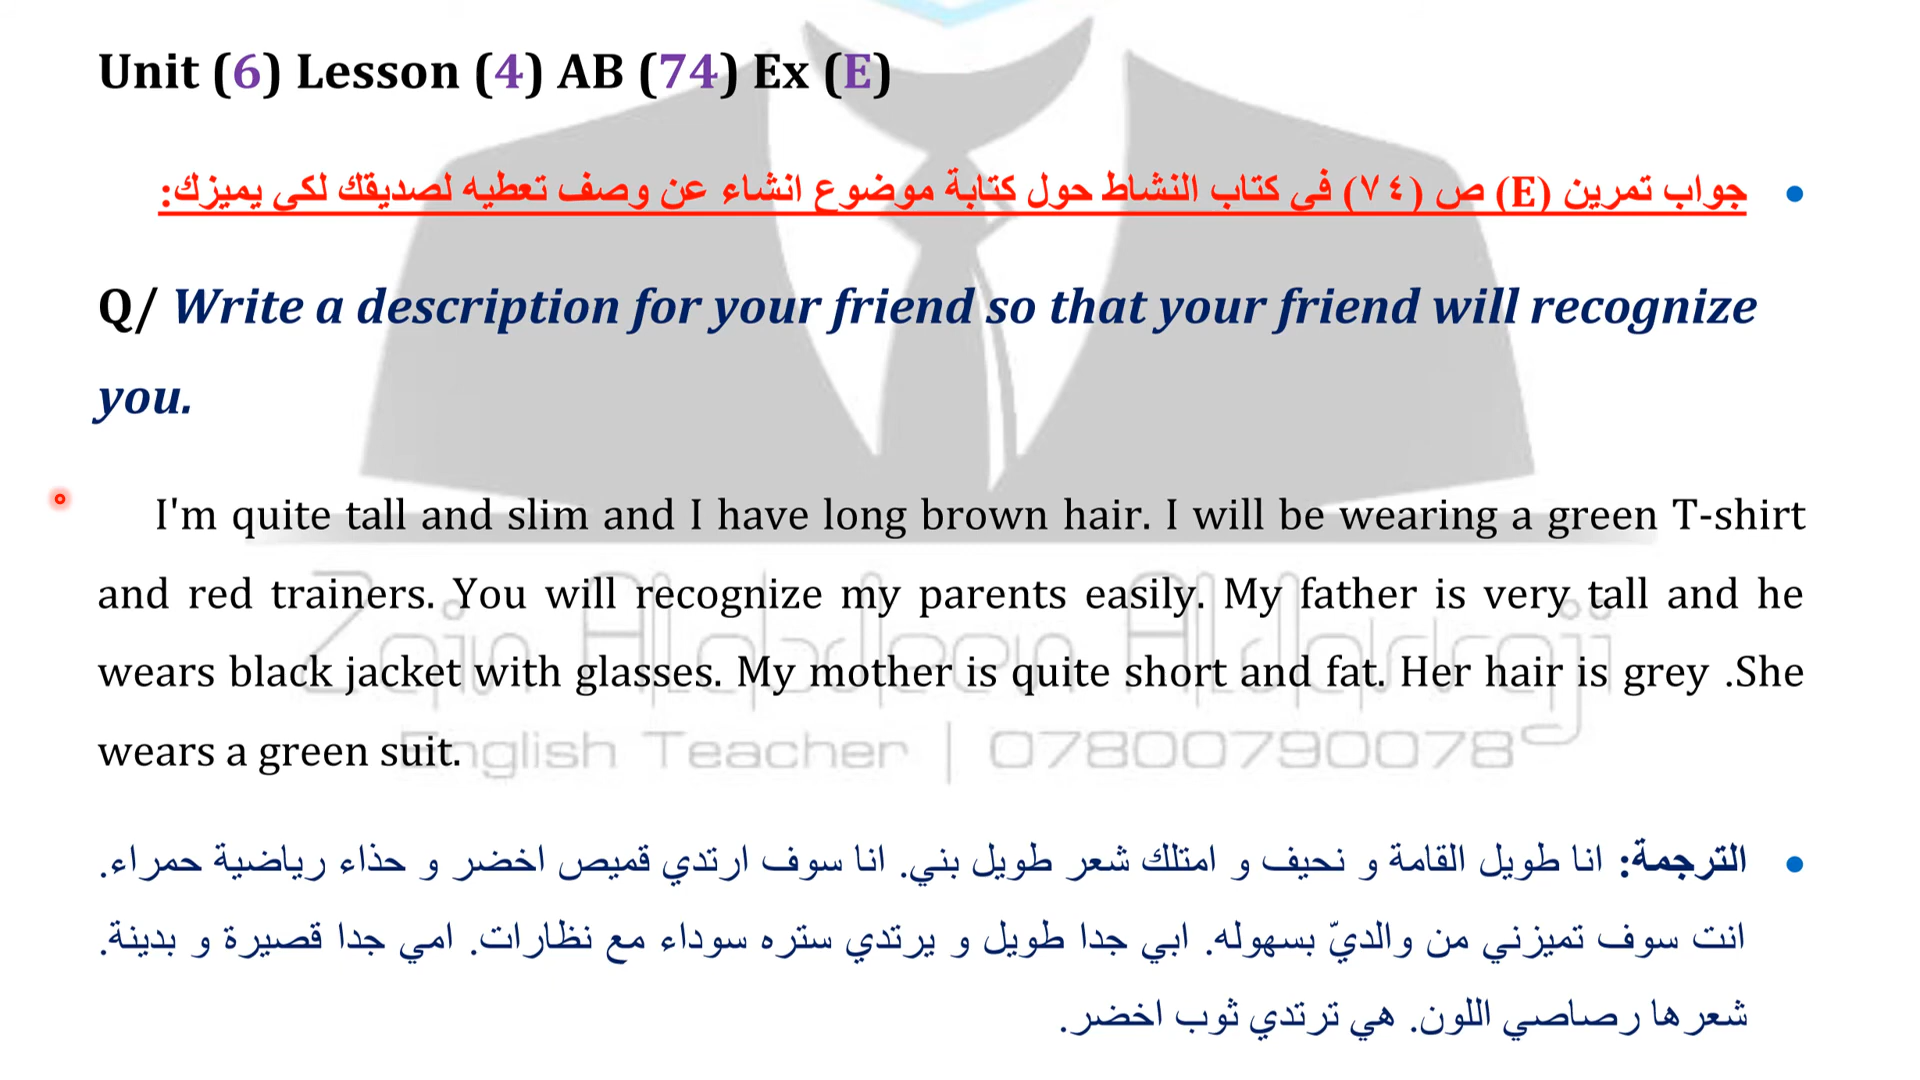 Unit (6) Lesson (4) AB (74) Ex (E)
• جواب تمرين (E) ص (٧٤) في كتاب النشاط حول كتابة موضوع انشاء عن وصف تعطيه لصديقك لكي يميزك:
Q/ Write a description for your friend so that your friend will recognize
you.
I'm quite tall and slim and I have long brown hair. I will be wearing a green T-shirt
and red trainers. You will recognize my parents easily. My father is very tall and he
wears black jacket with glasses. My mother is quite short and fat. Her hair is grey .She
wears a green suit.
Zain Alabdeen Aldarraji
English Teacher | 07800790078
• الترجمة: انا طويل القامة و نحيف و امتلك شعر طويل بني. انا سوف ارتدي قميص اخضر و حذاء رياضية حمراء.
انت سوف تميزني من والديّ بسهوله. ابي جدا طويل و يرتدي ستره سوداء مع نظارات. امي جدا قصيرة و بدينة.
شعرها رصاصي اللون. هي ترتدي ثوب اخضر.